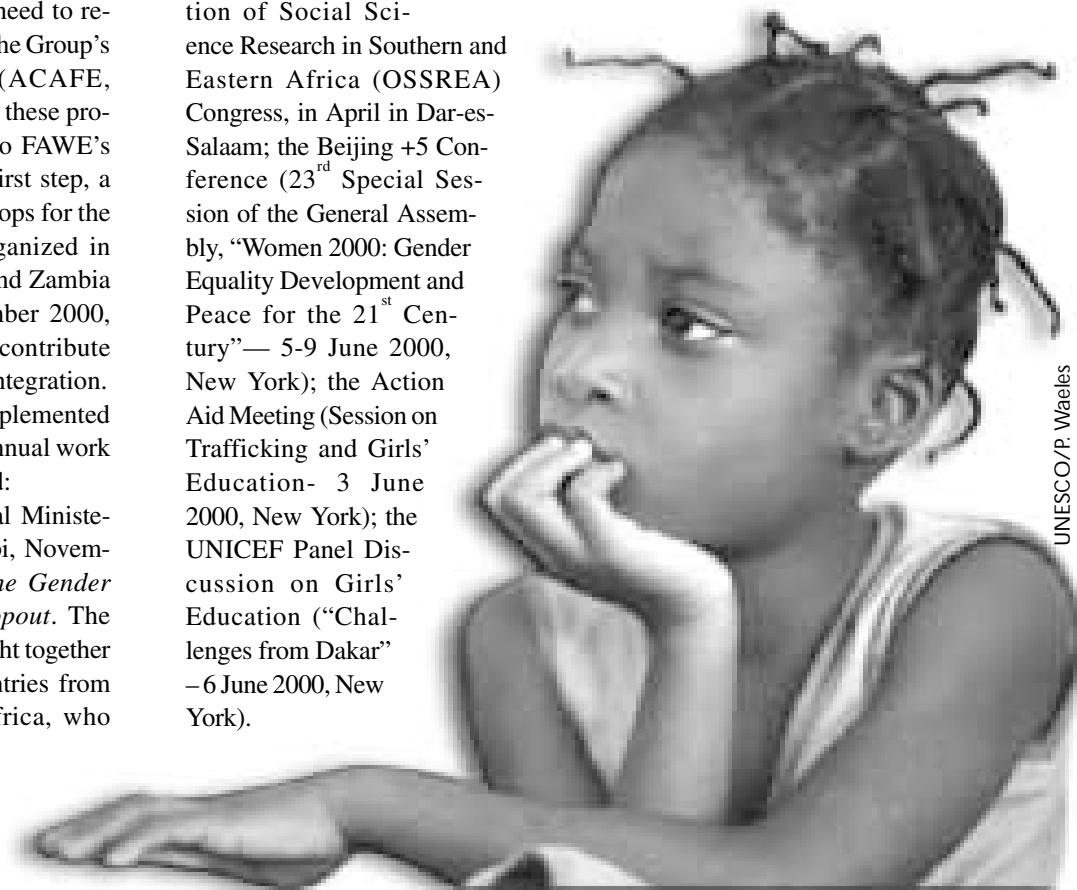 need to re-
he Group's
(ACAFE,
these pro-
o FAWE's
irst step, a
ops for the
ganized in
nd Zambia
nber 2000,
contribute
ntegration.
plemented
nnual work
d:
al Ministe-
bi, Novem-
ne Gender
opout. The
ht together
ntries from
frica, who
tion of Social Sci-
ence Research in Southern and
Eastern Africa (OSSREA)
Congress, in April in Dar-es-
Salaam; the Beijing +5 Con-
ference (23rd Special Ses-
sion of the General Assem-
bly, “Women 2000: Gender
Equality Development and
Peace for the 21st Cen-
tury”— 5-9 June 2000,
New York); the Action
Aid Meeting (Session on
Trafficking and Girls’
Education- 3 June
2000, New York); the
UNICEF Panel Dis-
cussion on Girls’
Education (“Chal-
lenges from Dakar”
– 6 June 2000, New
York).
UNESCO/P. Waeles